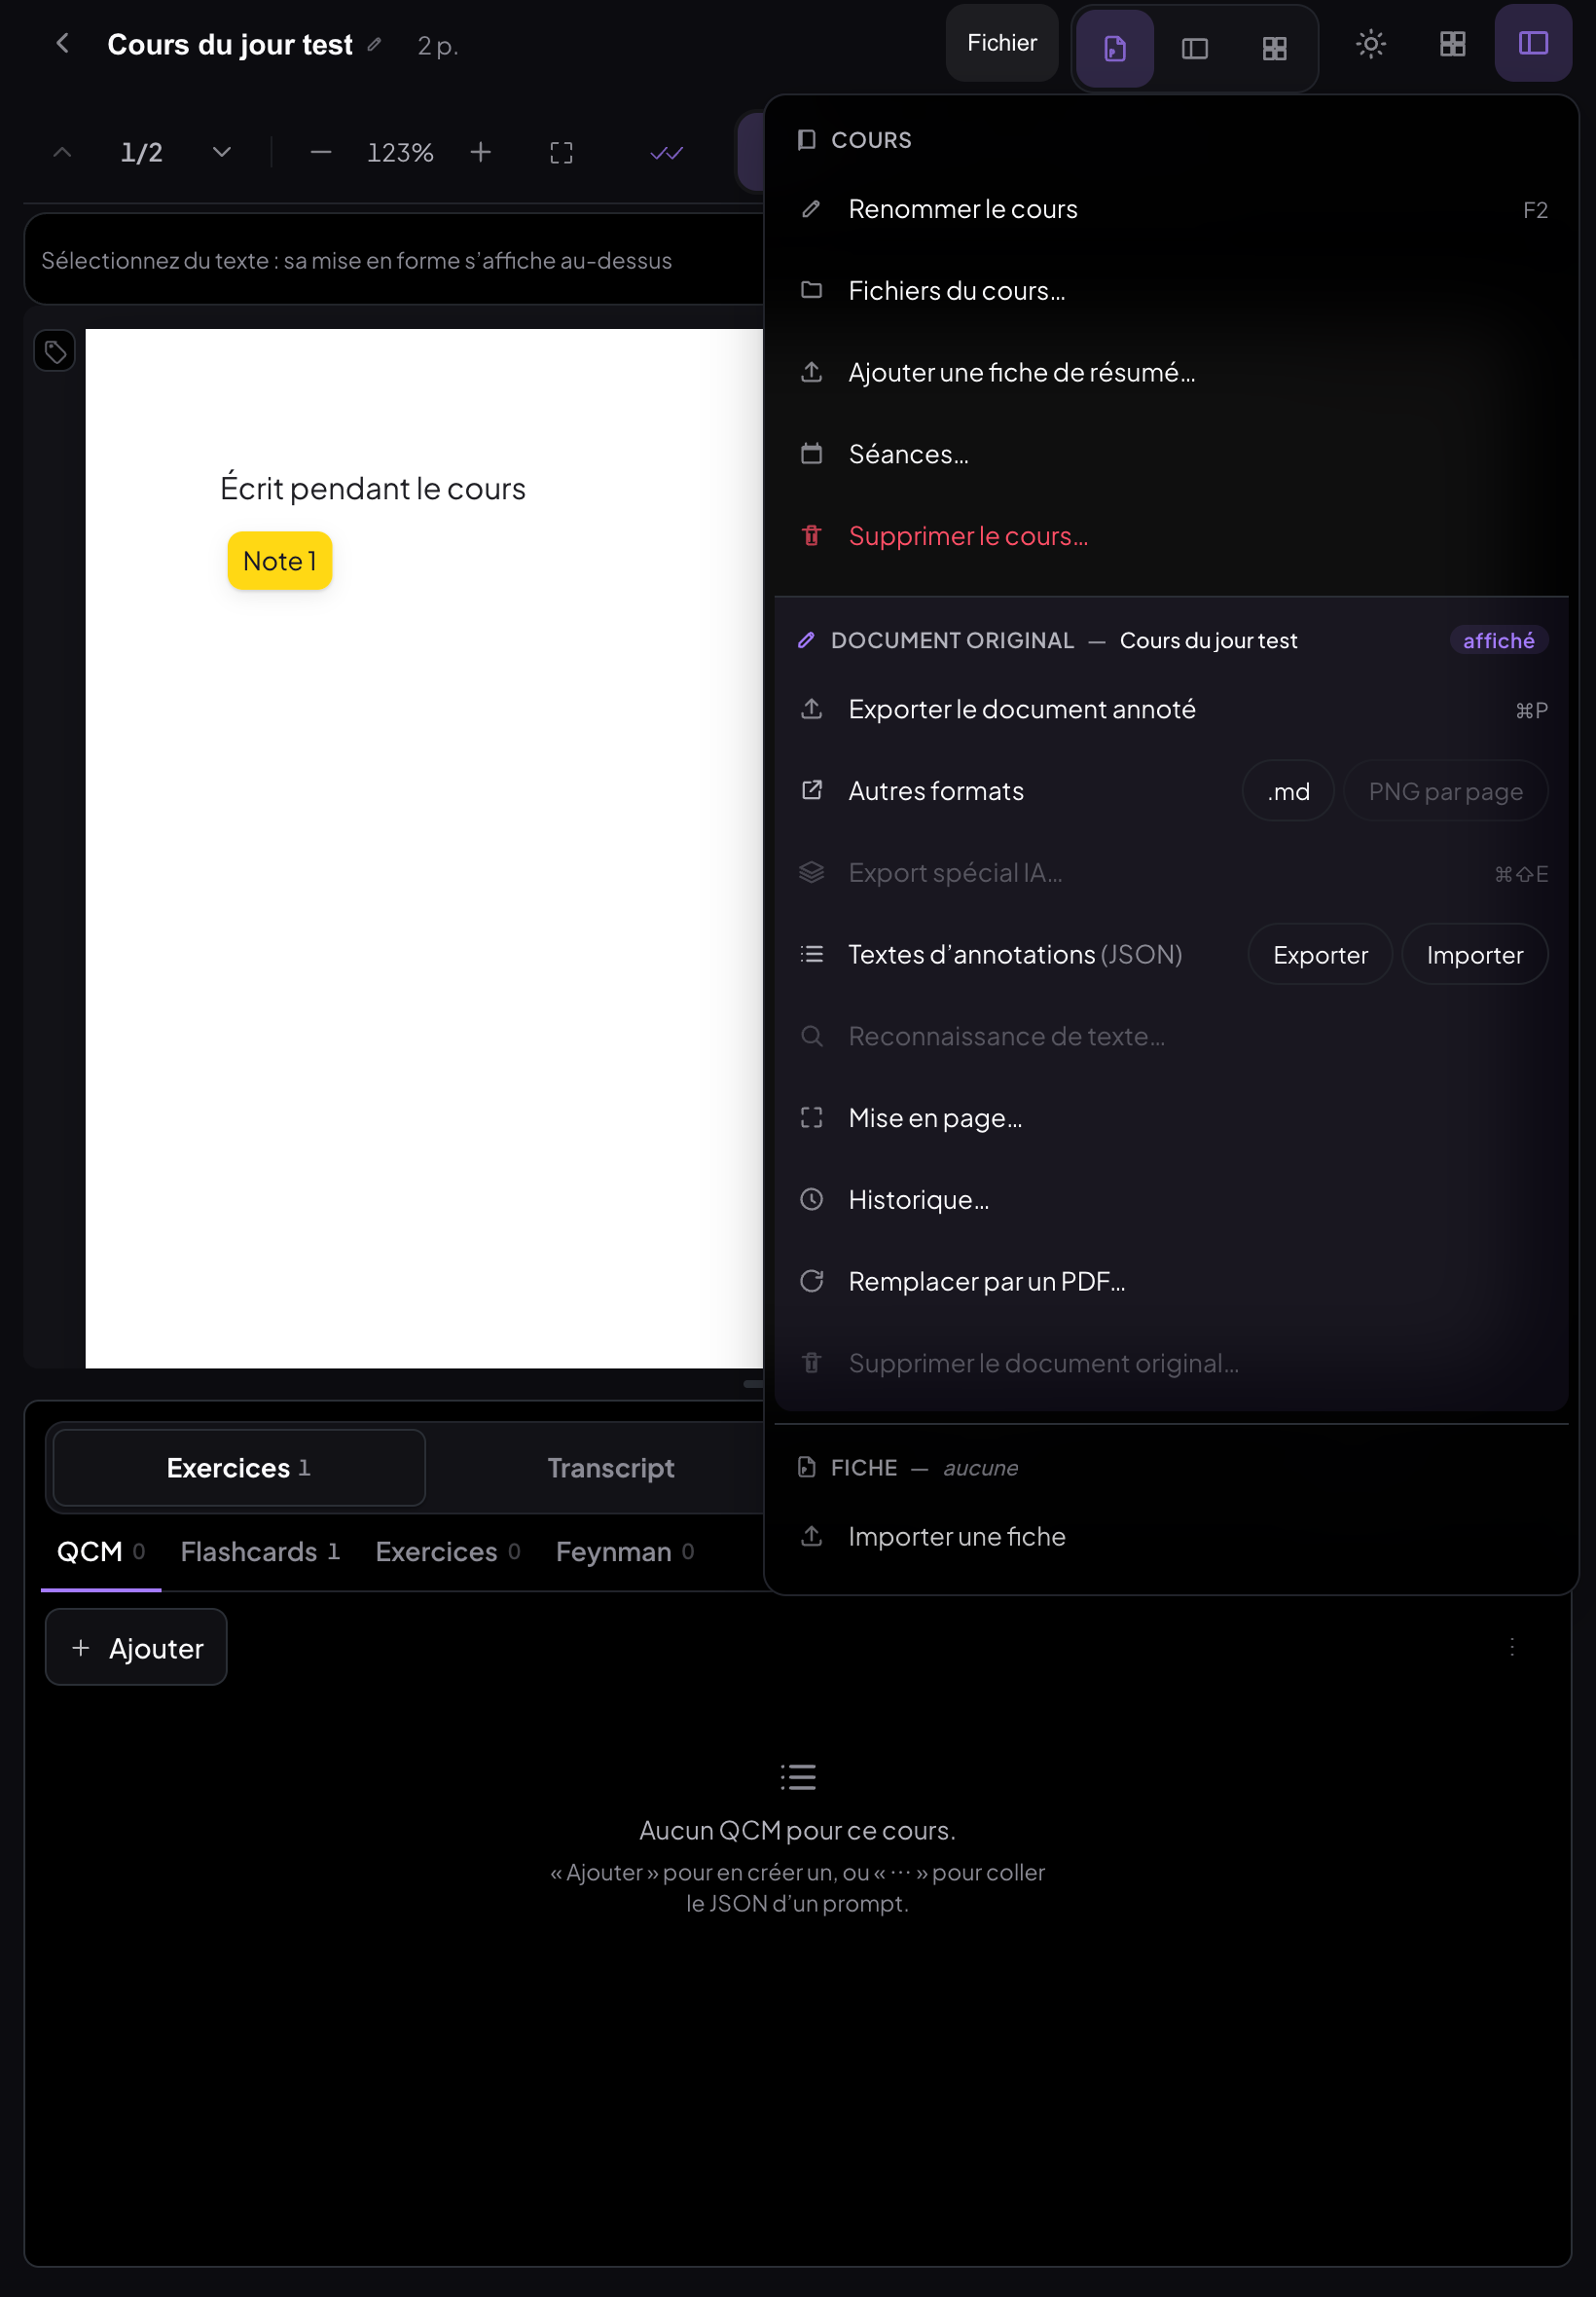 Cours du jour test 2 p.
Fichier
1/2 123%
Sélectionnez du texte : sa mise en forme s’affiche au-dessus
Écrit pendant le cours
Note 1
COURS
Renommer le cours F2
Fichiers du cours…
Ajouter une fiche de résumé…
Séances…
Supprimer le cours…
DOCUMENT ORIGINAL — Cours du jour test affiché
Exporter le document annoté ⌘P
Autres formats .md PNG par page
Export spécial IA… ⌘⇧E
Textes d’annotations (JSON) Exporter Importer
Reconnaissance de texte…
Mise en page…
Historique…
Remplacer par un PDF…
Supprimer le document original…
FICHE — aucune
Importer une fiche
Exercices 1 Transcript
QCM 0 Flashcards 1 Exercices 0 Feynman 0
+ Ajouter
Aucun QCM pour ce cours.
« Ajouter » pour en créer un, ou « ··· » pour coller
le JSON d’un prompt.